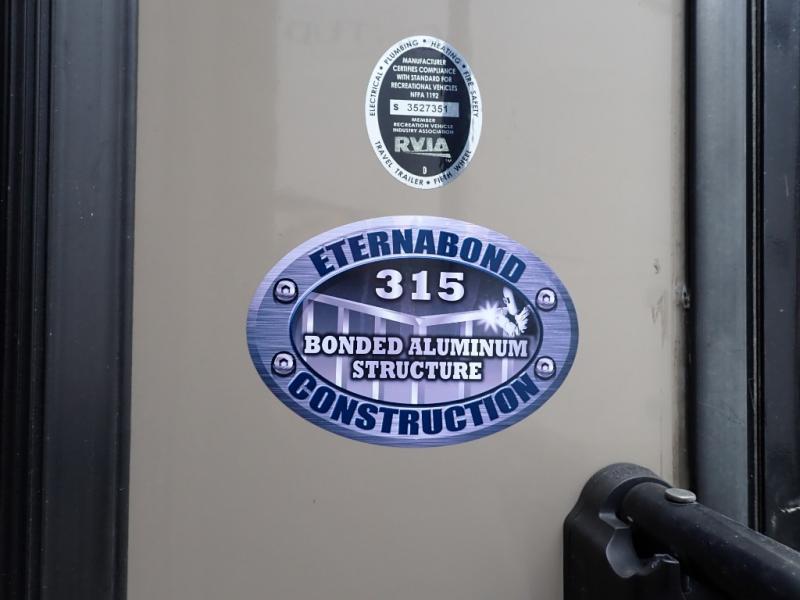 ELECTRICAL • PLUMBING • HEATING • FIRE SAFETY
MANUFACTURER
CERTIFIES COMPLIANCE
WITH STANDARD FOR
RECREATIONAL VEHICLES
NFPA 1192
S 3527351
MEMBER
RECREATION VEHICLE
INDUSTRY ASSOCIATION
RVIA
D
TRAVEL TRAILER • FIFTH WHEEL
ETERNABOND
315
BONDED ALUMINUM
STRUCTURE
CONSTRUCTION